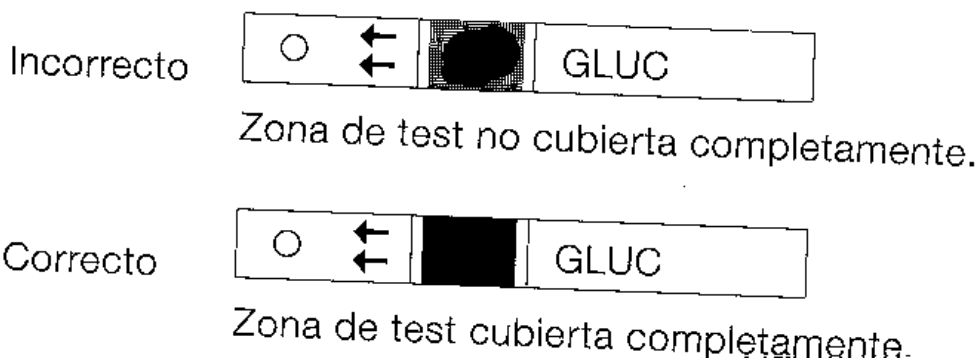 Incorrecto
GLUC
Zona de test no cubierta completamente.
Correcto
GLUC
Zona de test cubierta completamente.